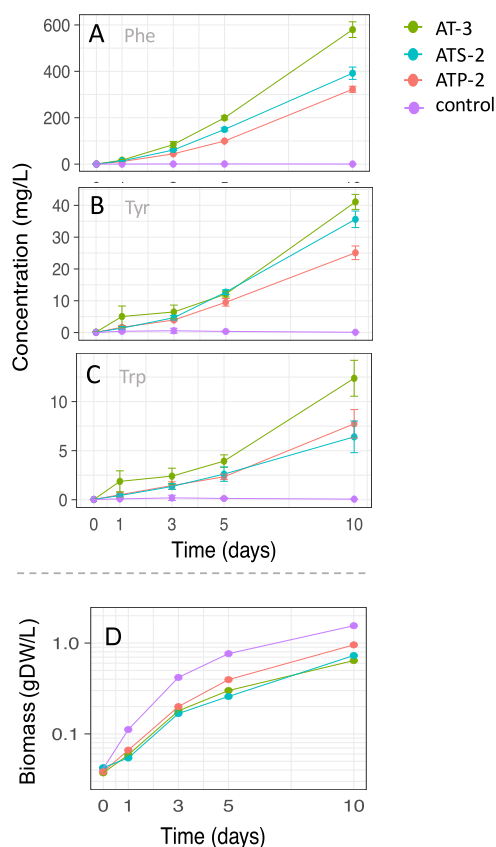 A Phe
AT-3
ATS-2
ATP-2
control
600
400
200
0
B Tyr
40
30
20
10
0
C Trp
10
5
0
0 1 3 5 10
Time (days)
Concentration (mg/L)
D
1.0
0.1
0 1 3 5 10
Time (days)
Biomass (gDW/L)